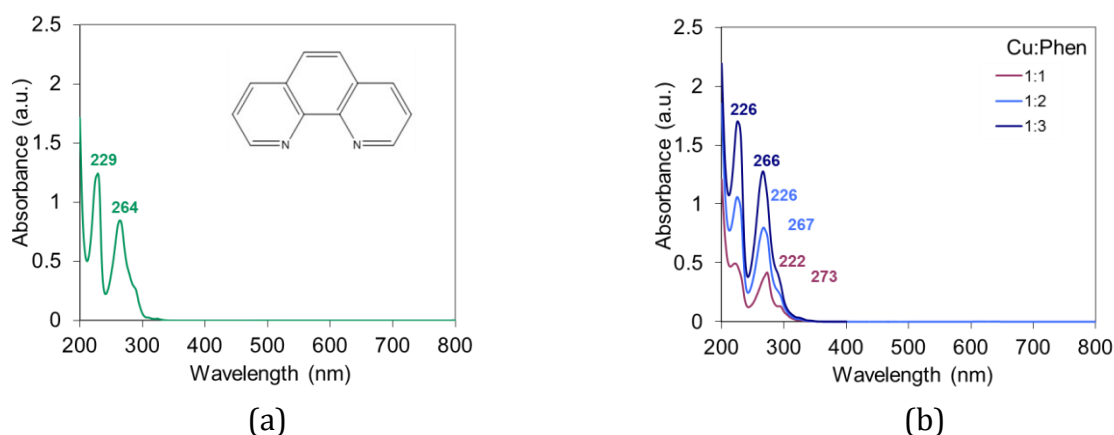 2.5
2
1.5
1
0.5
0
Absorbance (a.u.)
229
264
N
N
200 300 400 500 600 700 800
Wavelength (nm)
(a)
2.5
2
1.5
1
0.5
0
Absorbance (a.u.)
Cu:Phen
1:1
1:2
1:3
226
266
226
267
222
273
200 300 400 500 600 700 800
Wavelength (nm)
(b)